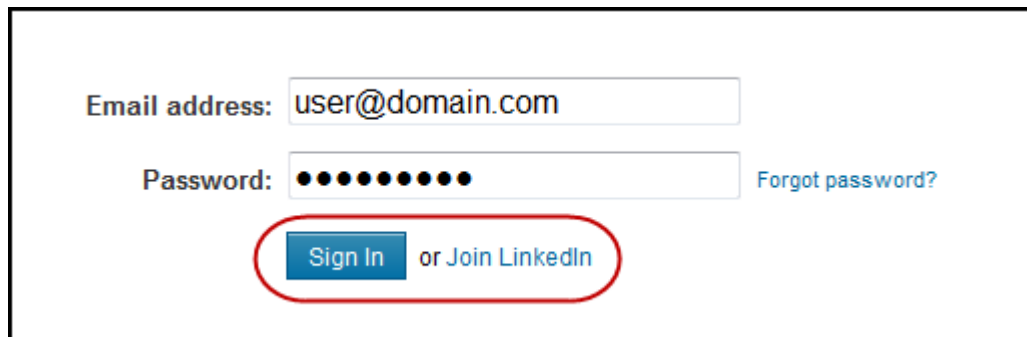 Email address: user@domain.com
Password: ●●●●●●●●● Forgot password?
Sign In or Join LinkedIn